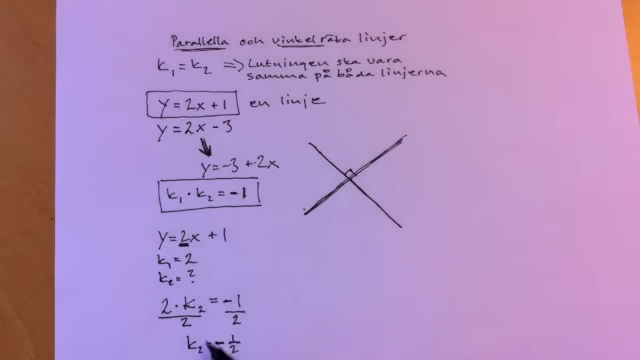 Parallella och vinkelräta linjer
k₁ = k₂ => Lutningen ska vara
samma på båda linjerna
y = 2x + 1 en linje
y = 2x - 3
y = -3 + 2x
k₁ · k₂ = -1
y = 2x + 1
k₁ = 2
k₂ = ?
2 · k₂ / 2 = -1 / 2
k₂ = - 1/2